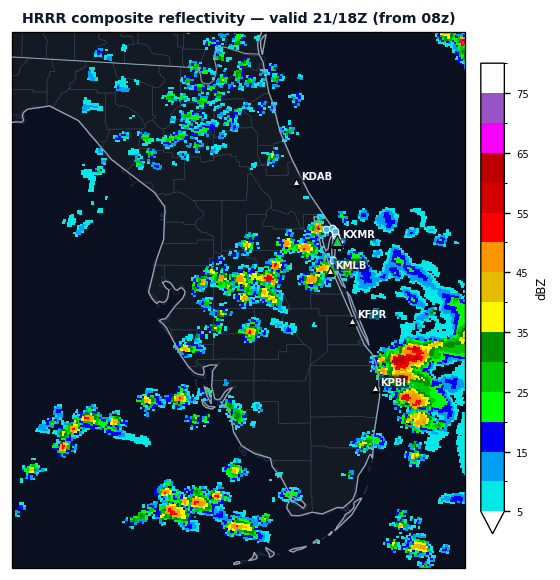 HRRR composite reflectivity — valid 21/18Z (from 08z)
KDAB
KXMR
KMLB
KFPR
KPBI
75
65
55
45
35
25
15
5
dBZ